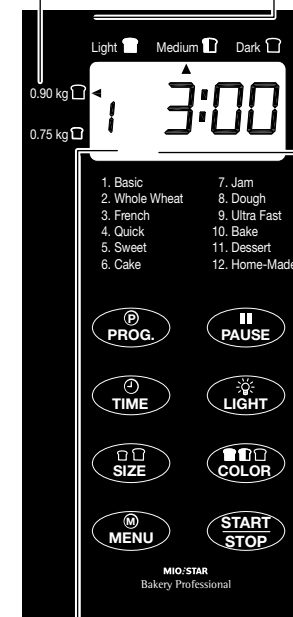 Light Medium Dark
0.90 kg
1 3:00
0.75 kg
1. Basic 7. Jam
2. Whole Wheat 8. Dough
3. French 9. Ultra Fast
4. Quick 10. Bake
5. Sweet 11. Dessert
6. Cake 12. Home-Made
P
PROG. PAUSE
TIME LIGHT
SIZE COLOR
M
MENU START
STOP
MIO STAR
Bakery Professional